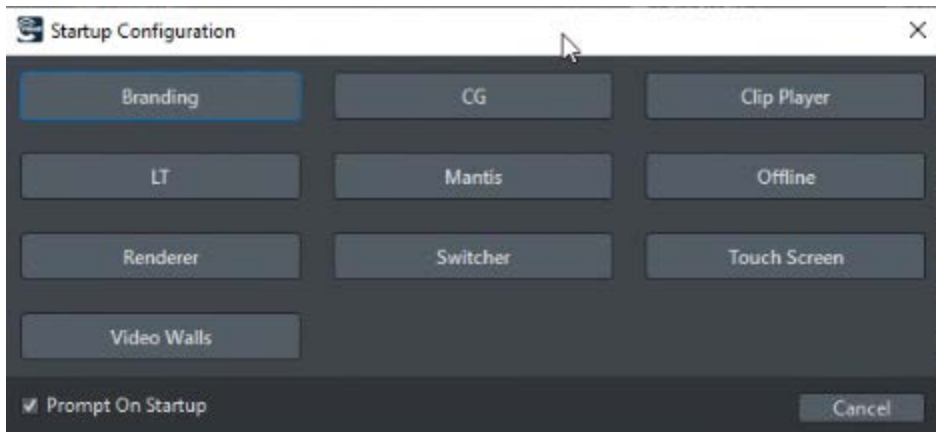 Startup Configuration
Branding CG Clip Player
LT Mantis Offline
Renderer Switcher Touch Screen
Video Walls
Prompt On Startup Cancel